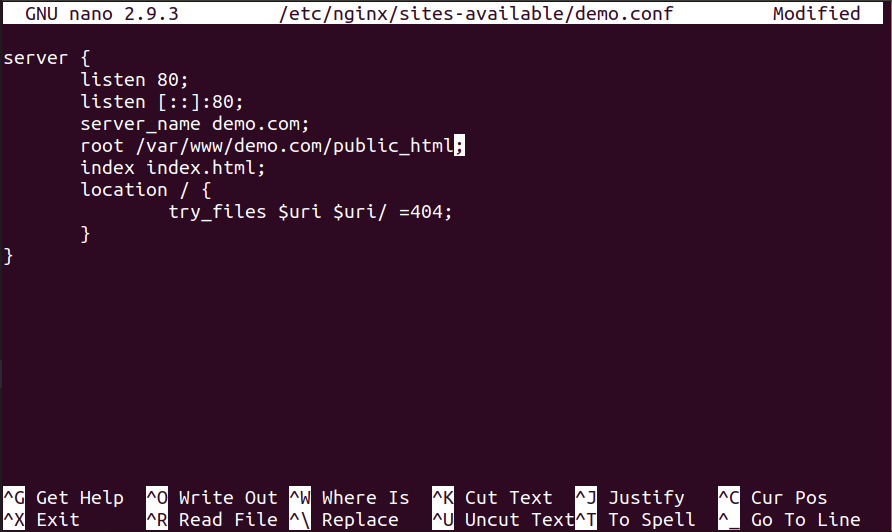 GNU nano 2.9.3 /etc/nginx/sites-available/demo.conf Modified
server {
listen 80;
listen [::]:80;
server_name demo.com;
root /var/www/demo.com/public_html;
index index.html;
location / {
try_files $uri $uri/ =404;
}
}
^G Get Help ^O Write Out ^W Where Is ^K Cut Text ^J Justify ^C Cur Pos
^X Exit ^R Read File ^\ Replace ^U Uncut Text ^T To Spell ^_ Go To Line